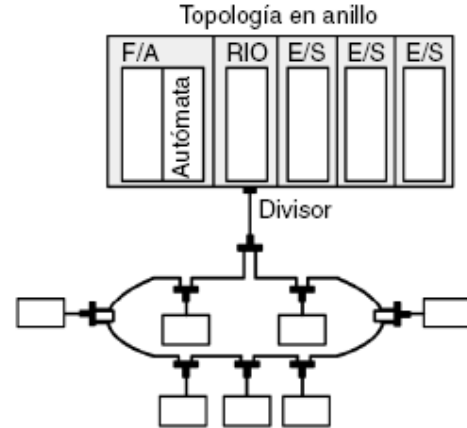 Topología en anillo
F/A RIO E/S E/S E/S
Autómata
Divisor